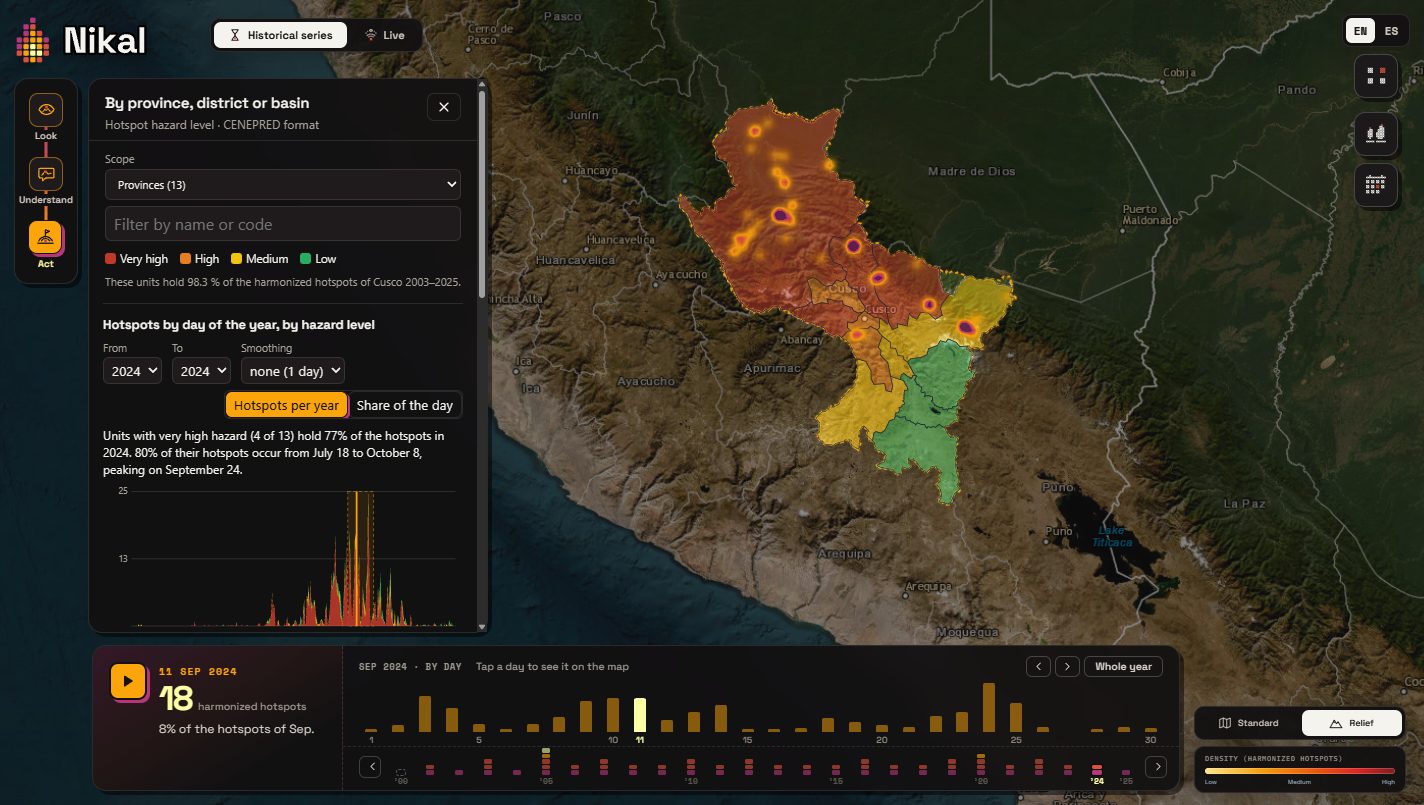 Nikal
Historical series
Live
EN
ES
Look
Understand
Act
By province, district or basin
Hotspot hazard level · CENEPRED format
Scope
Provinces (13)
Filter by name or code
Very high
High
Medium
Low
These units hold 98.3 % of the harmonized hotspots of Cusco 2003–2025.
Hotspots by day of the year, by hazard level
From
To
Smoothing
2024
2024
none (1 day)
Hotspots per year
Share of the day
Units with very high hazard (4 of 13) hold 77% of the hotspots in
2024. 80% of their hotspots occur from July 18 to October 8,
peaking on September 24.
25
13
Pasco
Cerro de
Pasco
Junín
Huancayo
Huancavelica
Huancavelica
Ayacucho
Ica
Ica
Ayacucho
Abancay
Apurimac
Cusco
Cusco
Madre de Dios
Puerto
Maldonado
Cobija
Pando
Puno
Puno
Lake
Titicaca
La Paz
Arequipa
Arequipa
Moquegua
11 SEP 2024
18 harmonized hotspots
8% of the hotspots of Sep.
SEP 2024 · BY DAY
Tap a day to see it on the map
Whole year
1
5
10
11
15
20
25
30
'00
'05
'10
'15
'20
'24
'25
Standard
Relief
DENSITY (HARMONIZED HOTSPOTS)
Low
Medium
High